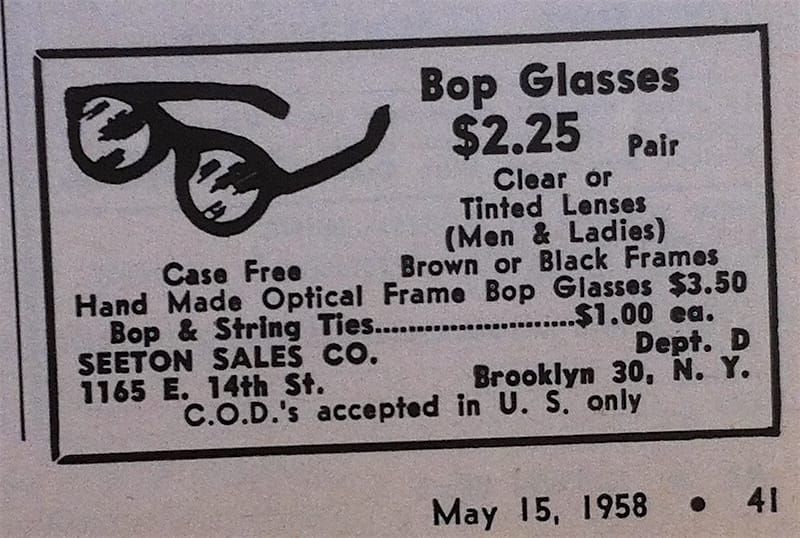 Bop Glasses
$2.25 Pair
Clear or
Tinted Lenses
(Men & Ladies)
Case Free Brown or Black Frames
Hand Made Optical Frame Bop Glasses $3.50
Bop & String Ties.........................$1.00 ea.
SEETON SALES CO. Dept. D
1165 E. 14th St. Brooklyn 30, N. Y.
C.O.D.'s accepted in U. S. only
May 15, 1958 • 41